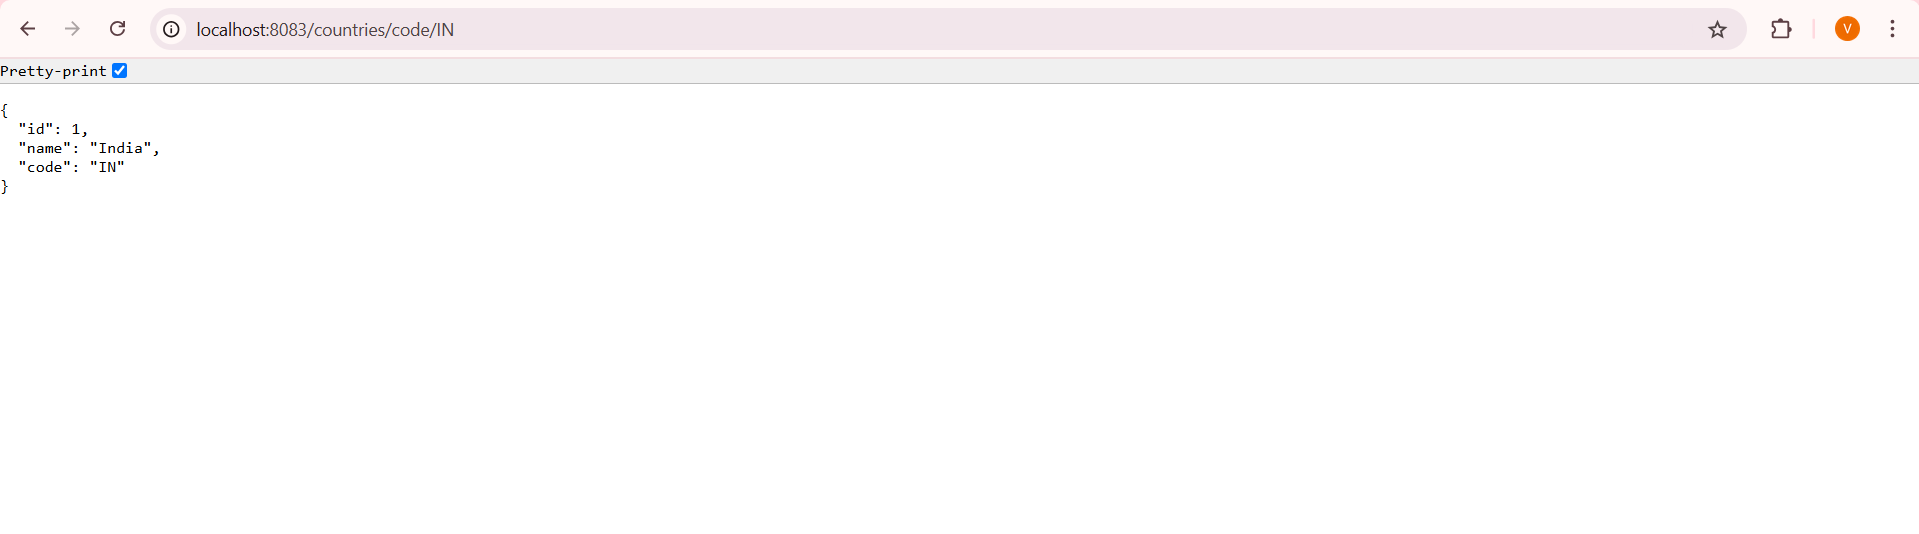 localhost:8083/countries/code/IN
V
Pretty-print
{
  "id": 1,
  "name": "India",
  "code": "IN"
}